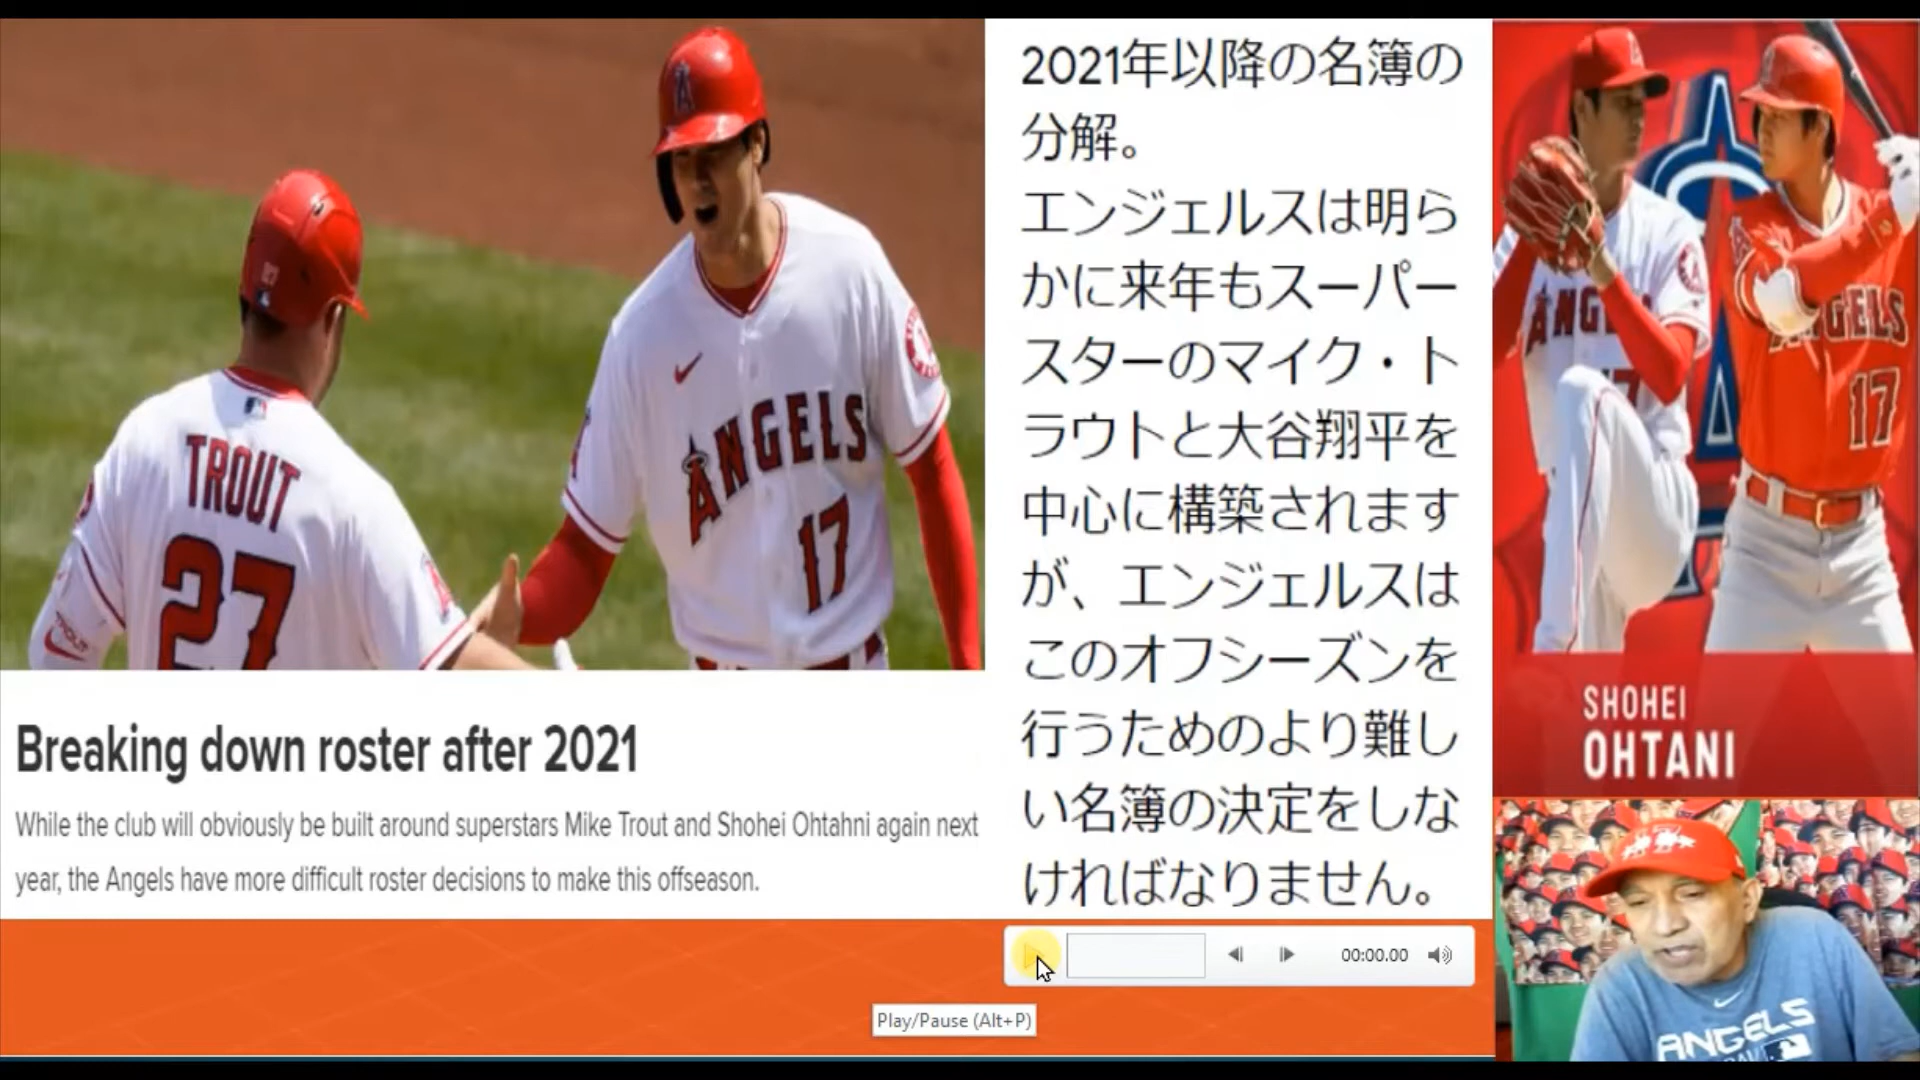 TROUT
27
ANGELS
17
Breaking down roster after 2021
While the club will obviously be built around superstars Mike Trout and Shohei Ohtahni again next
year, the Angels have more difficult roster decisions to make this offseason.
2021年以降の名簿の
分解。
エンジェルスは明ら
かに来年もスーパー
スターのマイク・ト
ラウトと大谷翔平を
中心に構築されます
が、エンジェルスは
このオフシーズンを
行うためのより難し
い名簿の決定をしな
ければなりません。
00:00.00
Play/Pause (Alt+P)
ANGELS
17
SHOHEI
OHTANI
ANGELS